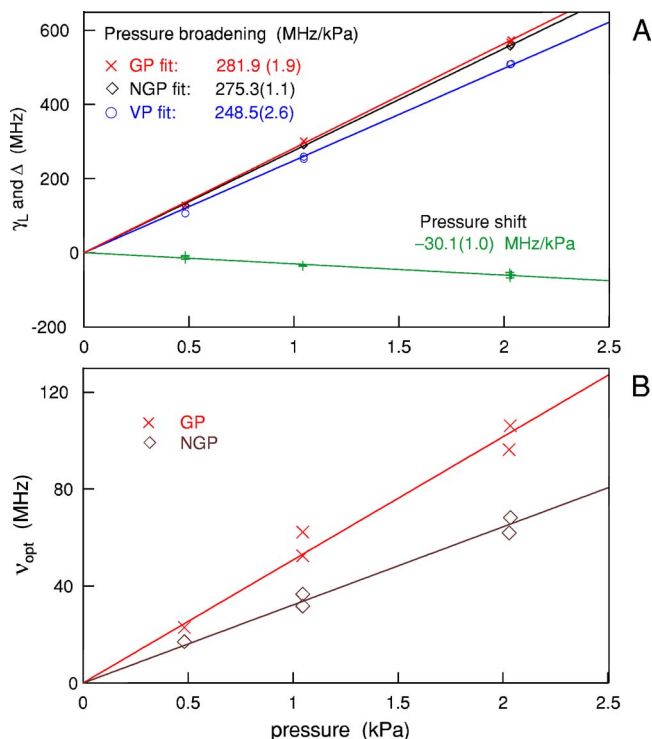 600
400
200
0
-200
γL and Δ (MHz)
A
Pressure broadening (MHz/kPa)
GP fit: 281.9 (1.9)
NGP fit: 275.3(1.1)
VP fit: 248.5(2.6)
Pressure shift
−30.1(1.0) MHz/kPa
0 0.5 1 1.5 2 2.5
B
120
80
40
0
νopt (MHz)
GP
NGP
0 0.5 1 1.5 2 2.5
pressure (kPa)